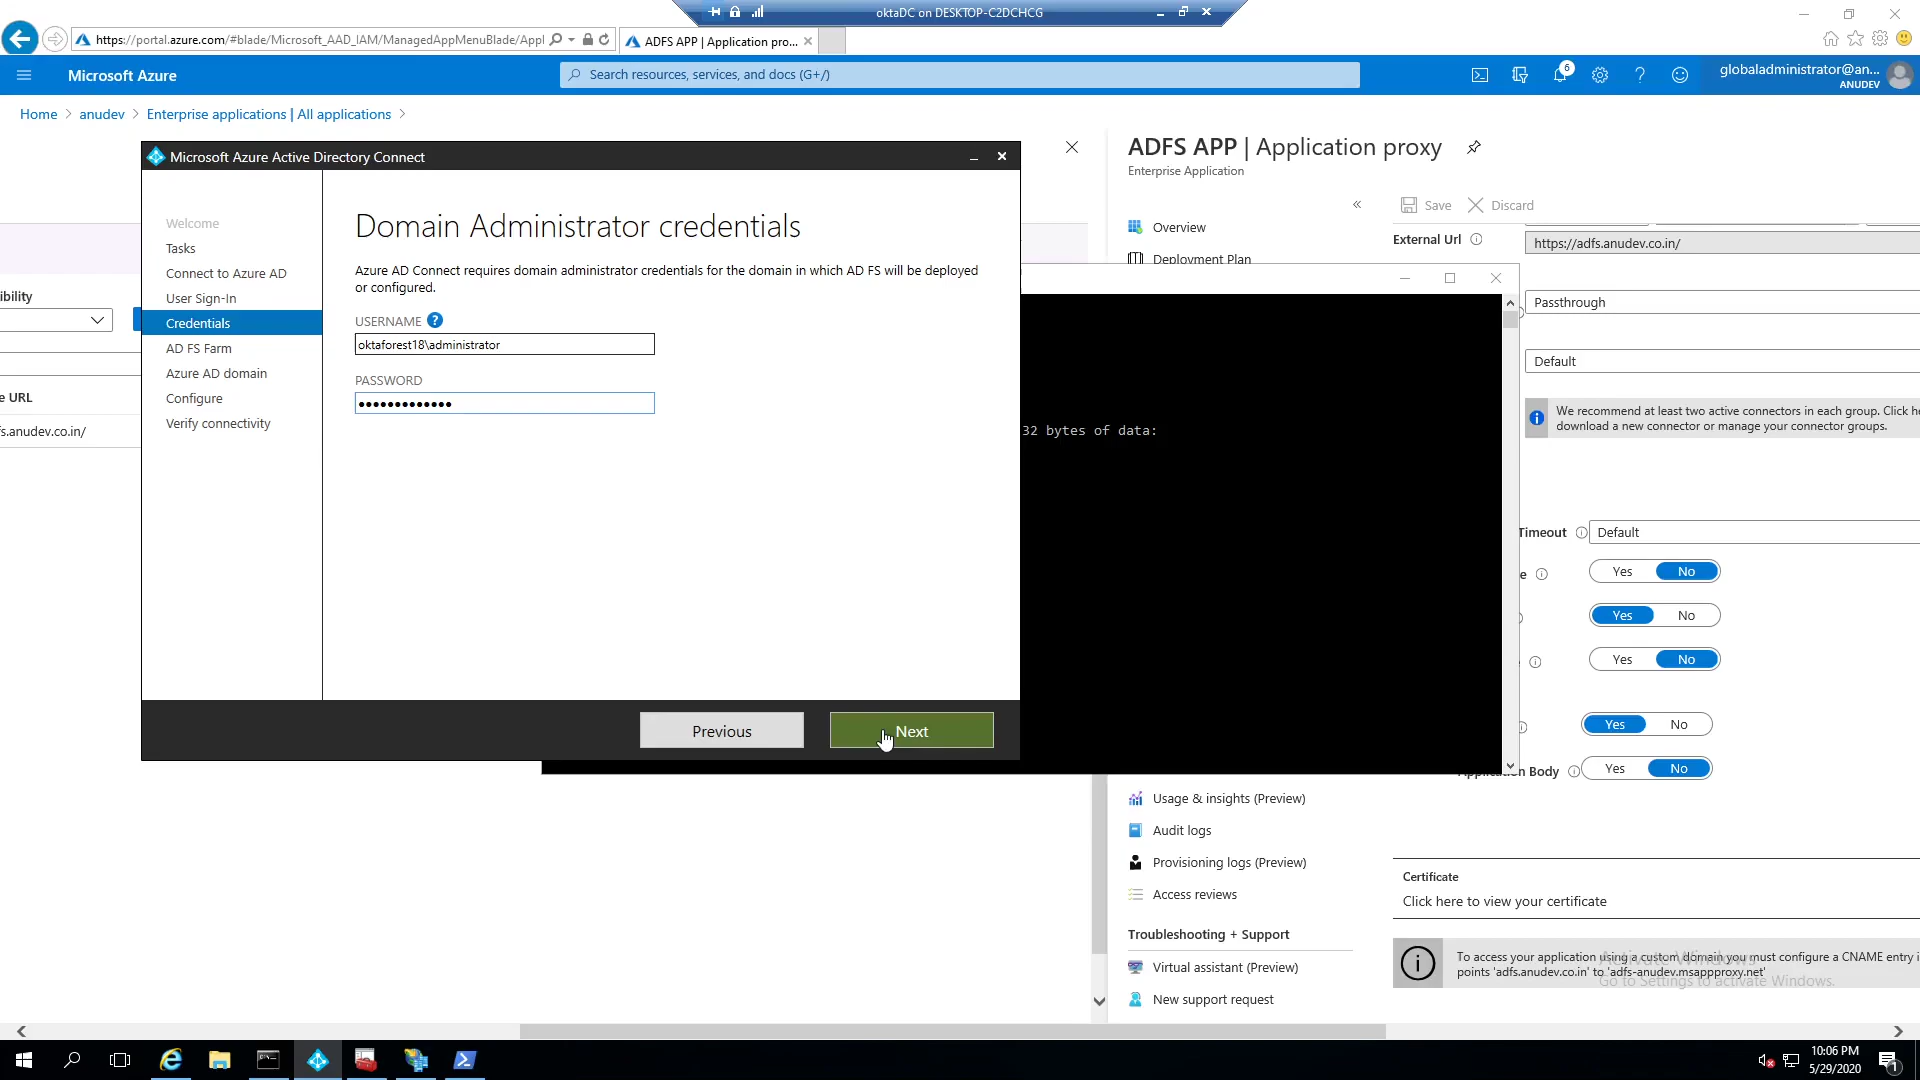 oktaDC on DESKTOP-C2DCHCG
https://portal.azure.com/#blade/Microsoft_AAD_IAM/ManagedAppMenuBlade/Appl
ADFS APP | Application pro...
Microsoft Azure
Search resources, services, and docs (G+/)
6
globaladministrator@an...
ANUDEV
Home > anudev > Enterprise applications | All applications >
Microsoft Azure Active Directory Connect
Welcome
Tasks
Connect to Azure AD
User Sign-In
Credentials
AD FS Farm
Azure AD domain
Configure
Verify connectivity
Domain Administrator credentials
Azure AD Connect requires domain administrator credentials for the domain in which AD FS will be deployed
or configured.
USERNAME
oktaforest18\administrator
PASSWORD
•••••••••••••
Previous
Next
ibility
e URL
fs.anudev.co.in/
32 bytes of data:
ADFS APP | Application proxy
Enterprise Application
Save
Discard
Overview
Deployment Plan
External Url
https://adfs.anudev.co.in/
Passthrough
Default
We recommend at least two active connectors in each group. Click he
download a new connector or manage your connector groups.
Timeout
Default
e
Yes No
Yes No
Yes No
Yes No
Application Body
Yes No
Usage & insights (Preview)
Audit logs
Provisioning logs (Preview)
Access reviews
Troubleshooting + Support
Virtual assistant (Preview)
New support request
Certificate
Click here to view your certificate
To access your application using a custom domain you must configure a CNAME entry i
points 'adfs.anudev.co.in' to 'adfs-anudev.msappproxy.net'
Activate Windows
Go to Settings to activate Windows.
10:06 PM
5/29/2020
1